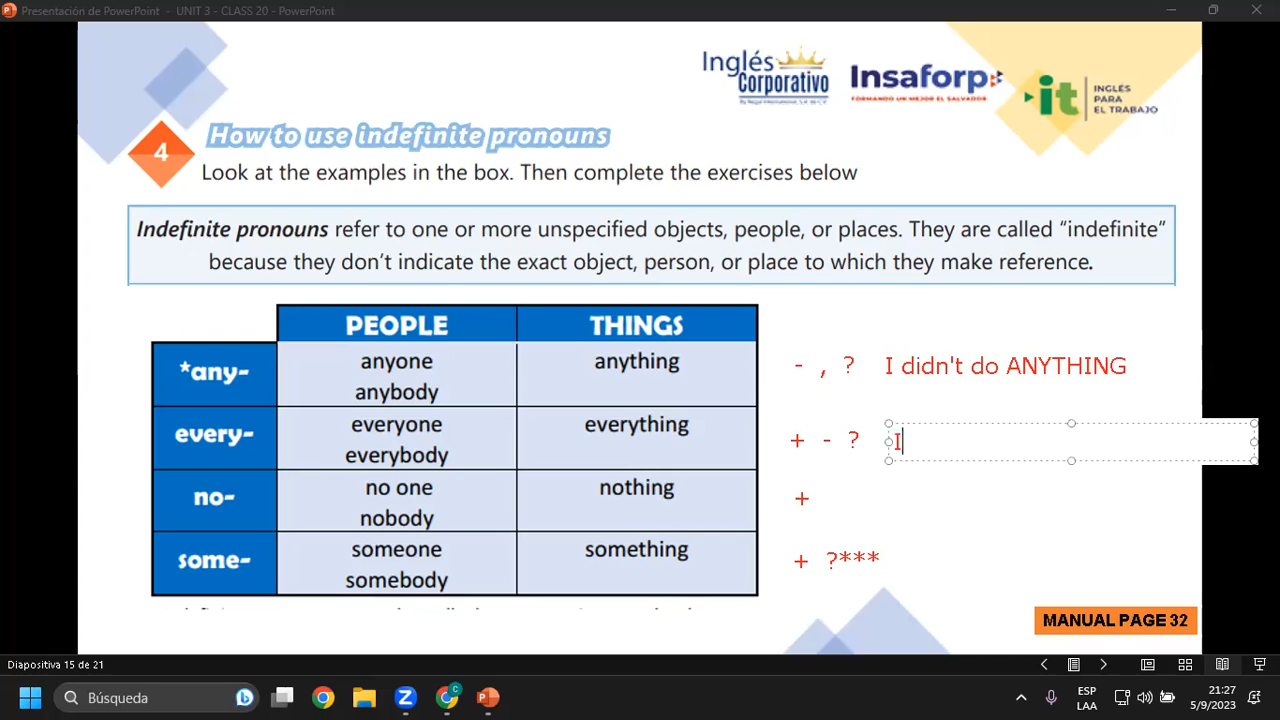 Presentación de PowerPoint - UNIT 3 - CLASS 20 - PowerPoint
Inglés
Corporativo
Insaforp
FORMANDO UN MEJOR EL SALVADOR
it
INGLÉS
PARA
EL TRABAJO
4
How to use indefinite pronouns
Look at the examples in the box. Then complete the exercises below
Indefinite pronouns refer to one or more unspecified objects, people, or places. They are called “indefinite”
because they don’t indicate the exact object, person, or place to which they make reference.
PEOPLE THINGS
*any- anyone anything
anybody
- , ? I didn't do ANYTHING
every- everyone everything
everybody
+ - ? I
no- no one nothing
nobody
+
some- someone something
somebody
+ ?***
MANUAL PAGE 32
Diapositiva 15 de 21
Búsqueda
ESP
LAA
21:27
5/9/2023